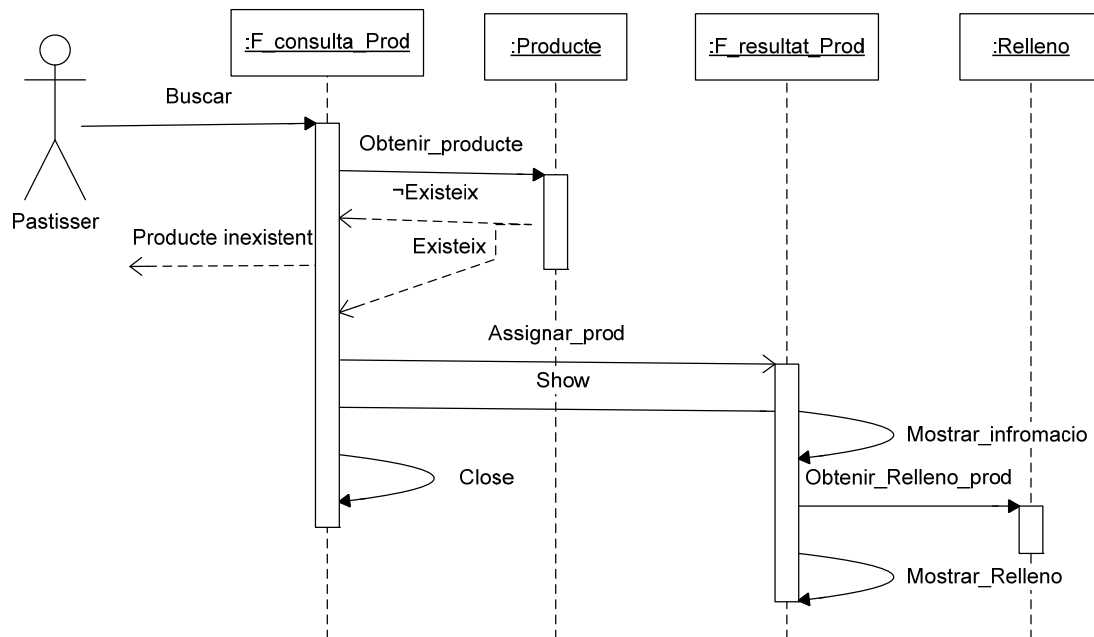 :F_consulta_Prod
:Producte
:F_resultat_Prod
:Relleno
Buscar
Obtenir_producte
¬Existeix
Pastisser
Producte inexistent
Existeix
Assignar_prod
Show
Mostrar_infromacio
Close
Obtenir_Relleno_prod
Mostrar_Relleno